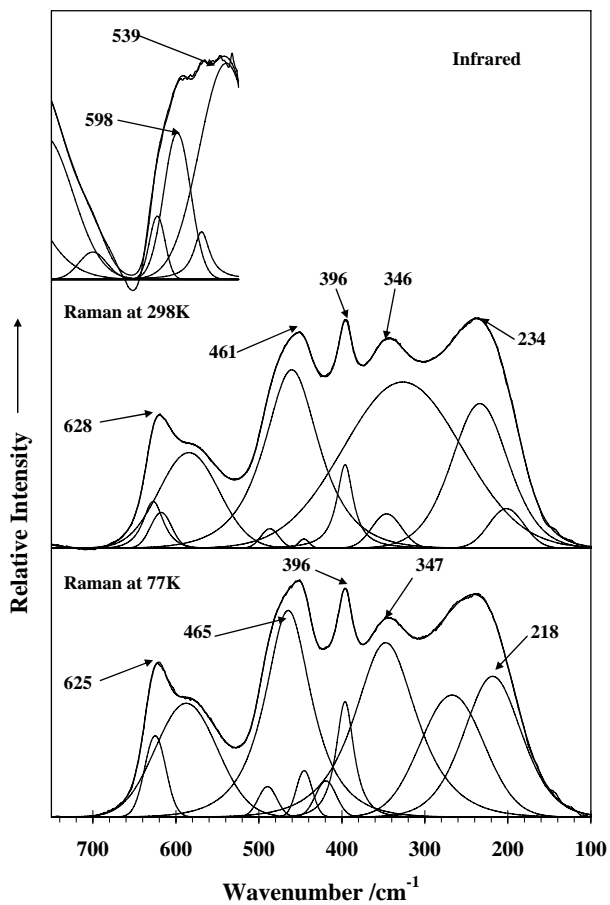 539
Infrared
598
Raman at 298K
396
346
461
234
628
Raman at 77K
396
347
465
218
625
Relative Intensity
700 600 500 400 300 200 100
Wavenumber /cm-1